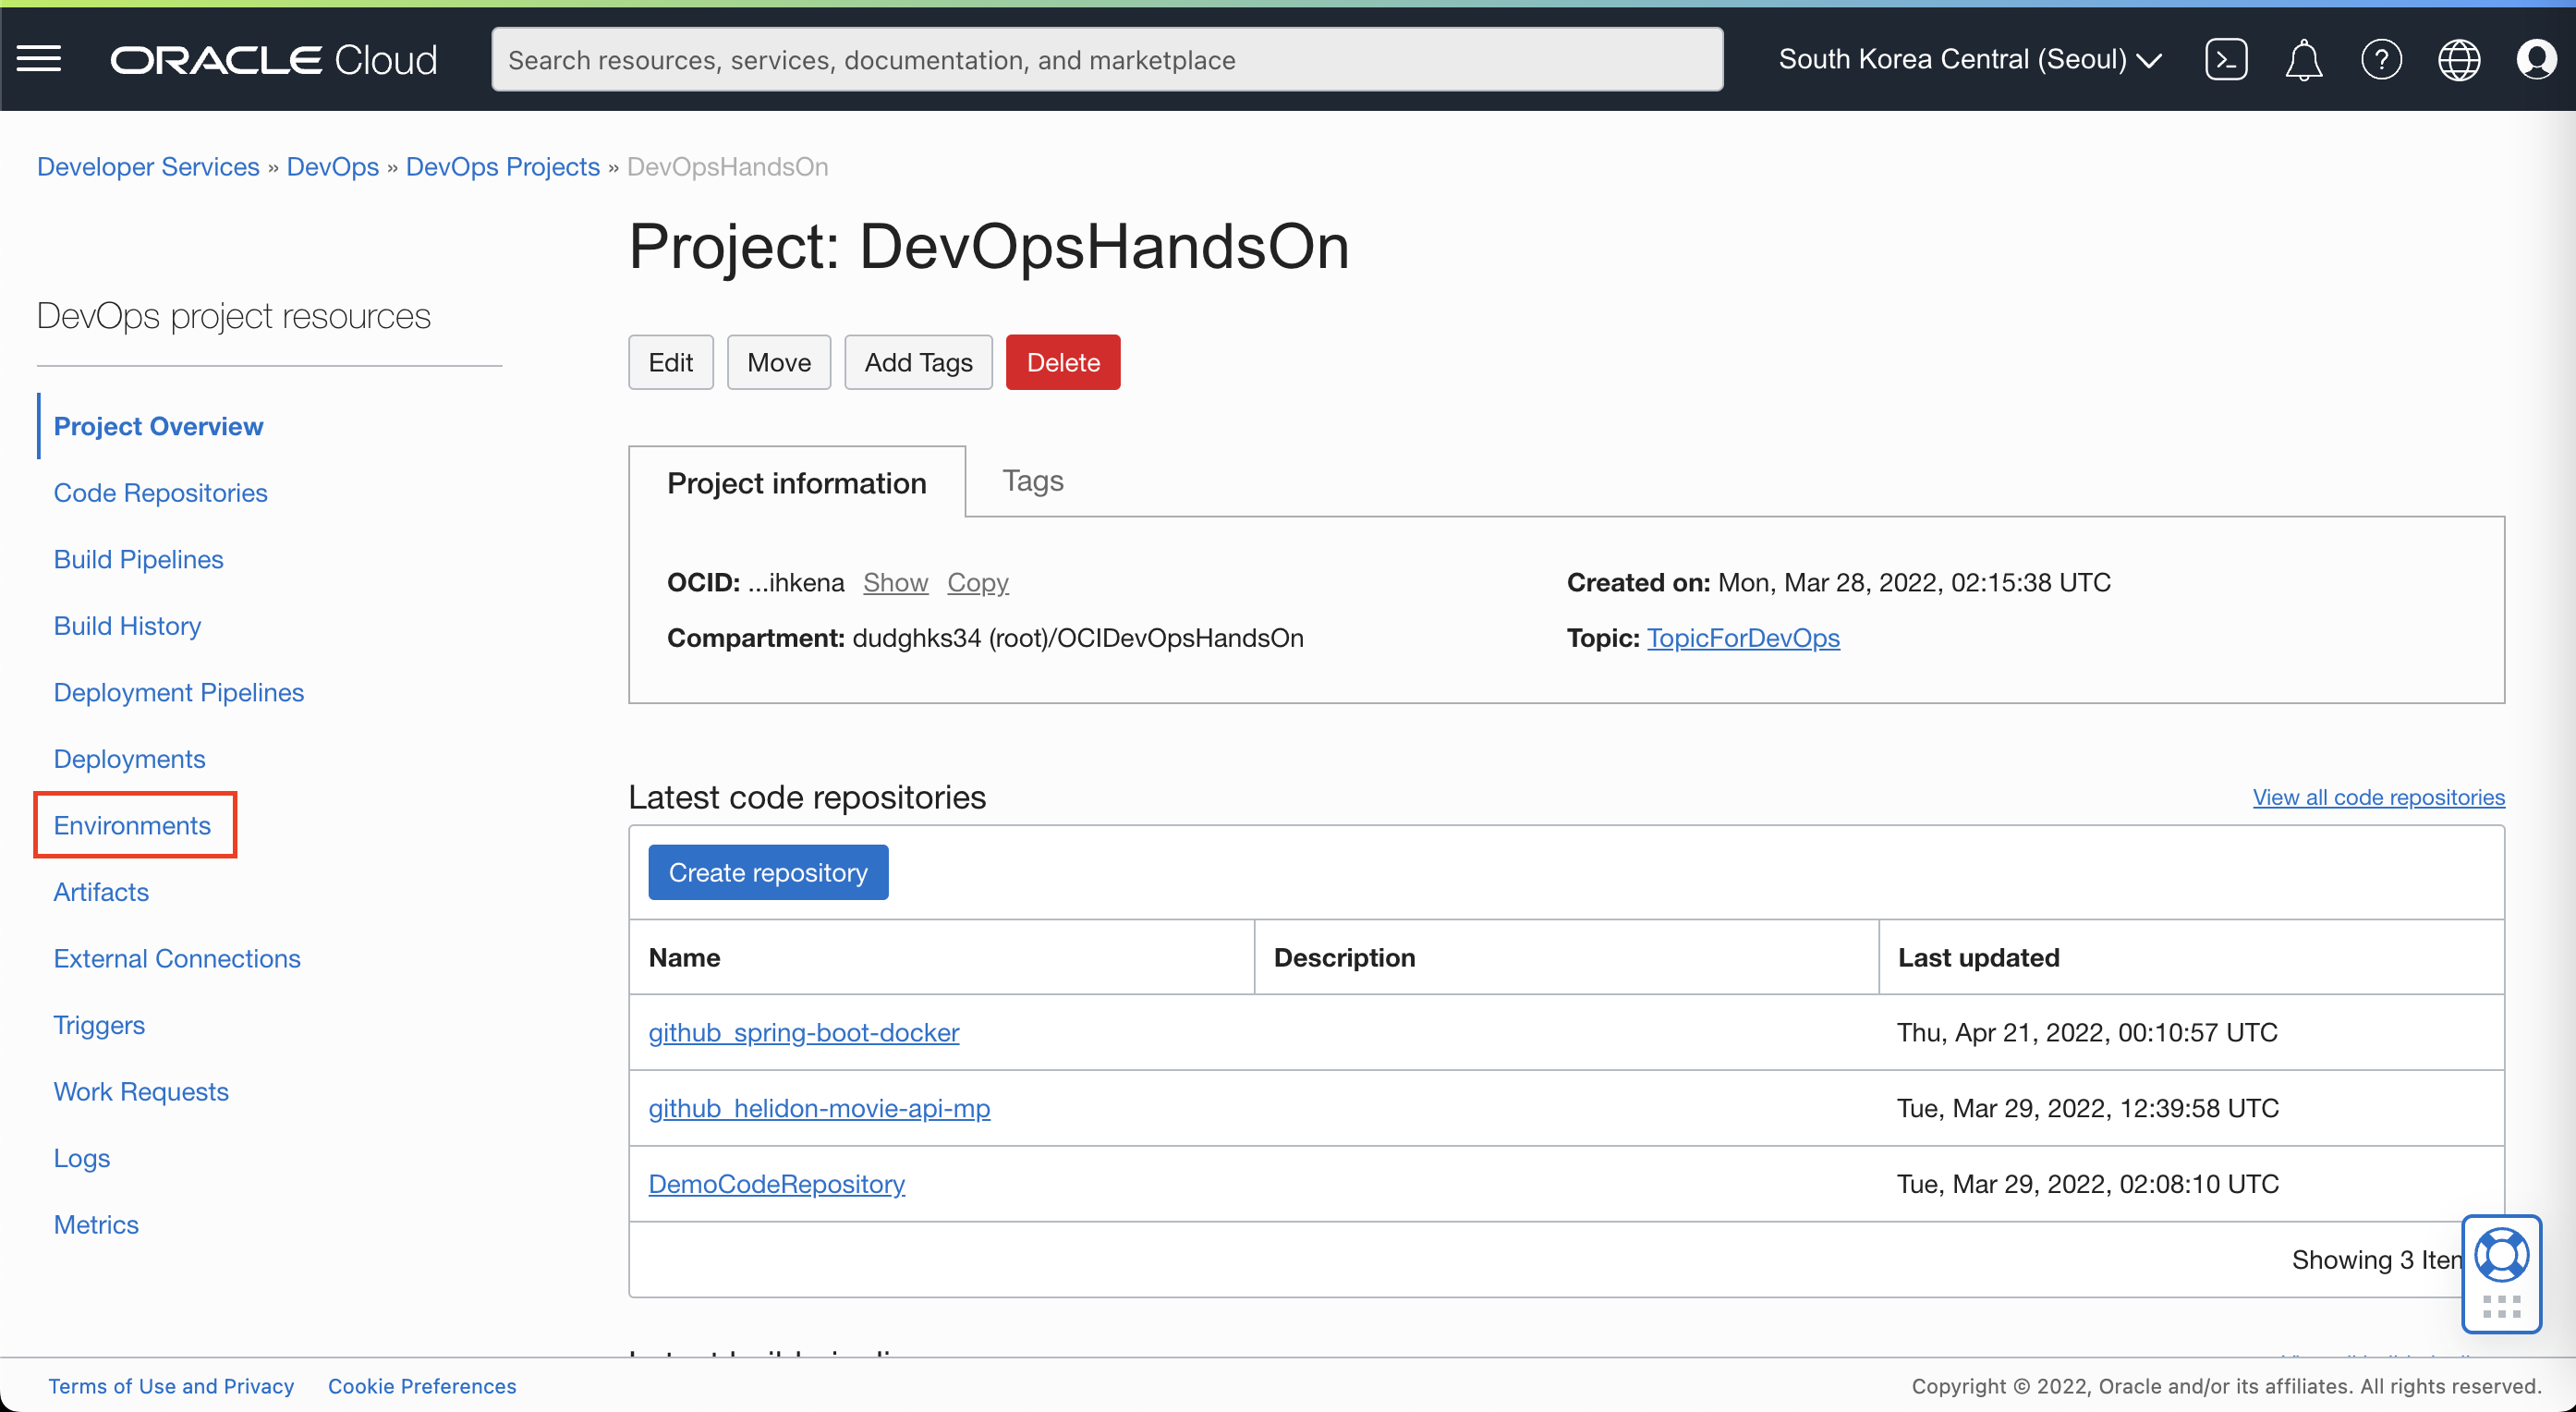 ORACLE Cloud
Search resources, services, documentation, and marketplace
South Korea Central (Seoul)
Developer Services » DevOps » DevOps Projects » DevOpsHandsOn
Project: DevOpsHandsOn
DevOps project resources
Edit
Move
Add Tags
Delete
Project Overview
Code Repositories
Build Pipelines
Build History
Deployment Pipelines
Deployments
Environments
Artifacts
External Connections
Triggers
Work Requests
Logs
Metrics
Project information
Tags
OCID: ...ihkena Show Copy
Created on: Mon, Mar 28, 2022, 02:15:38 UTC
Compartment: dudghks34 (root)/OCIDevOpsHandsOn
Topic: TopicForDevOps
Latest code repositories
View all code repositories
Create repository
Name Description Last updated
github_spring-boot-docker Thu, Apr 21, 2022, 00:10:57 UTC
github_helidon-movie-api-mp Tue, Mar 29, 2022, 12:39:58 UTC
DemoCodeRepository Tue, Mar 29, 2022, 02:08:10 UTC
Showing 3
Terms of Use and Privacy Cookie Preferences
Copyright © 2022, Oracle and/or its affiliates. All rights reserved.